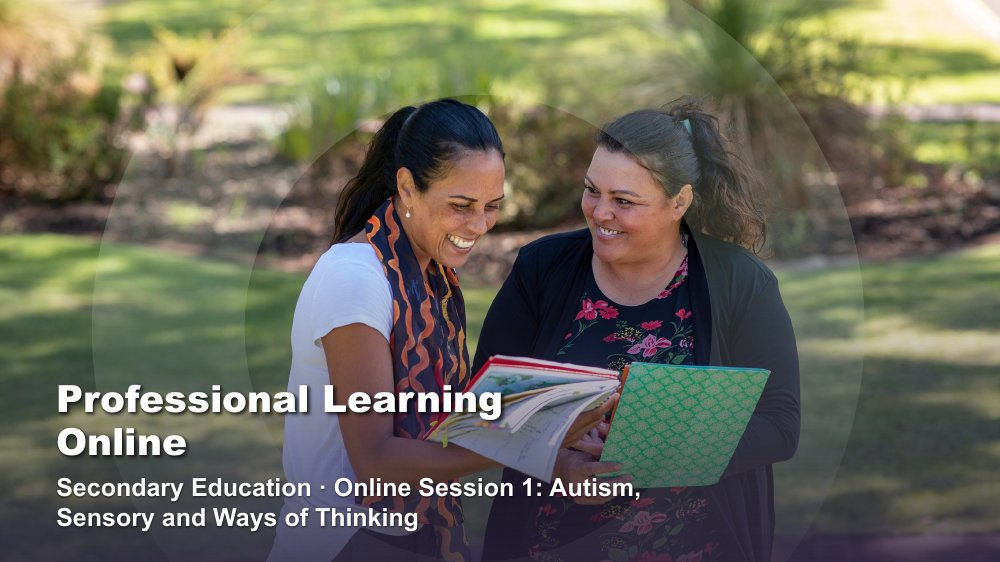 Professional Learning
Online
Secondary Education · Online Session 1: Autism,
Sensory and Ways of Thinking